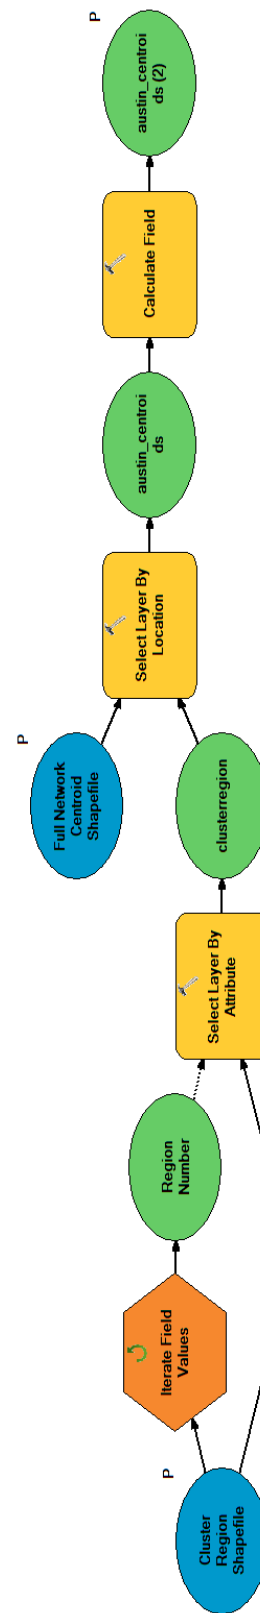 P
Cluster
Region
Shapefile
Iterate Field
Values
Region
Number
Select Layer By
Attribute
clusterregion
P
Full Network
Centroid
Shapefile
Select Layer By
Location
austin_centroi
ds
Calculate Field
P
austin_centroi
ds (2)